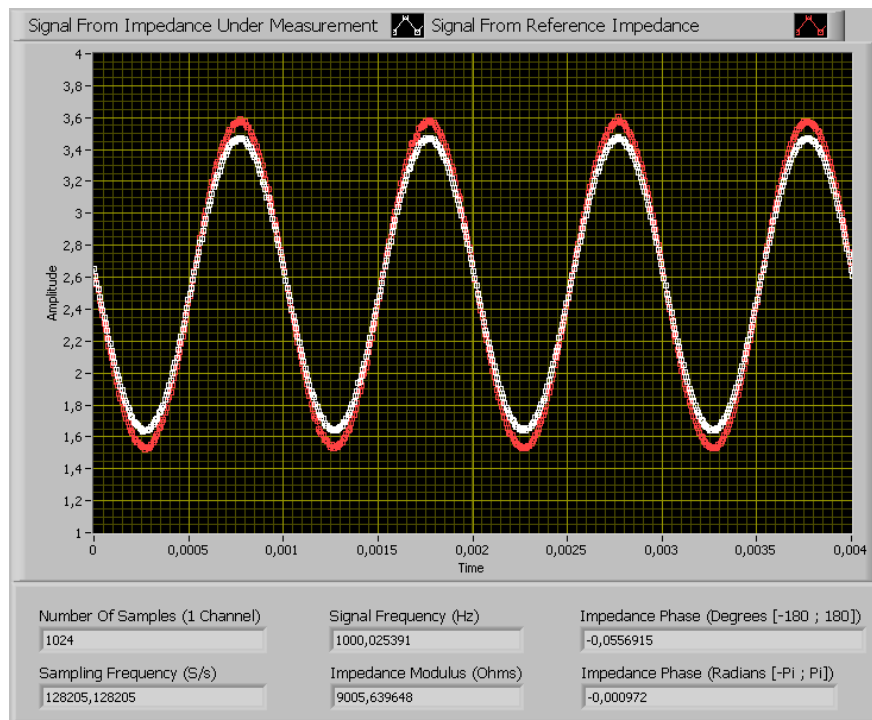 Signal From Impedance Under Measurement Signal From Reference Impedance
4
3,8
3,6
3,4
3,2
3
2,8
2,6
2,4
2,2
2
1,8
1,6
1,4
1,2
1
Amplitude
0 0,0005 0,001 0,0015 0,002 0,0025 0,003 0,0035 0,004
Time
Number Of Samples (1 Channel) Signal Frequency (Hz) Impedance Phase (Degrees [-180 ; 180])
1024 1000,025391 -0,0556915
Sampling Frequency (S/s) Impedance Modulus (Ohms) Impedance Phase (Radians [-Pi ; Pi])
128205,128205 9005,639648 -0,000972